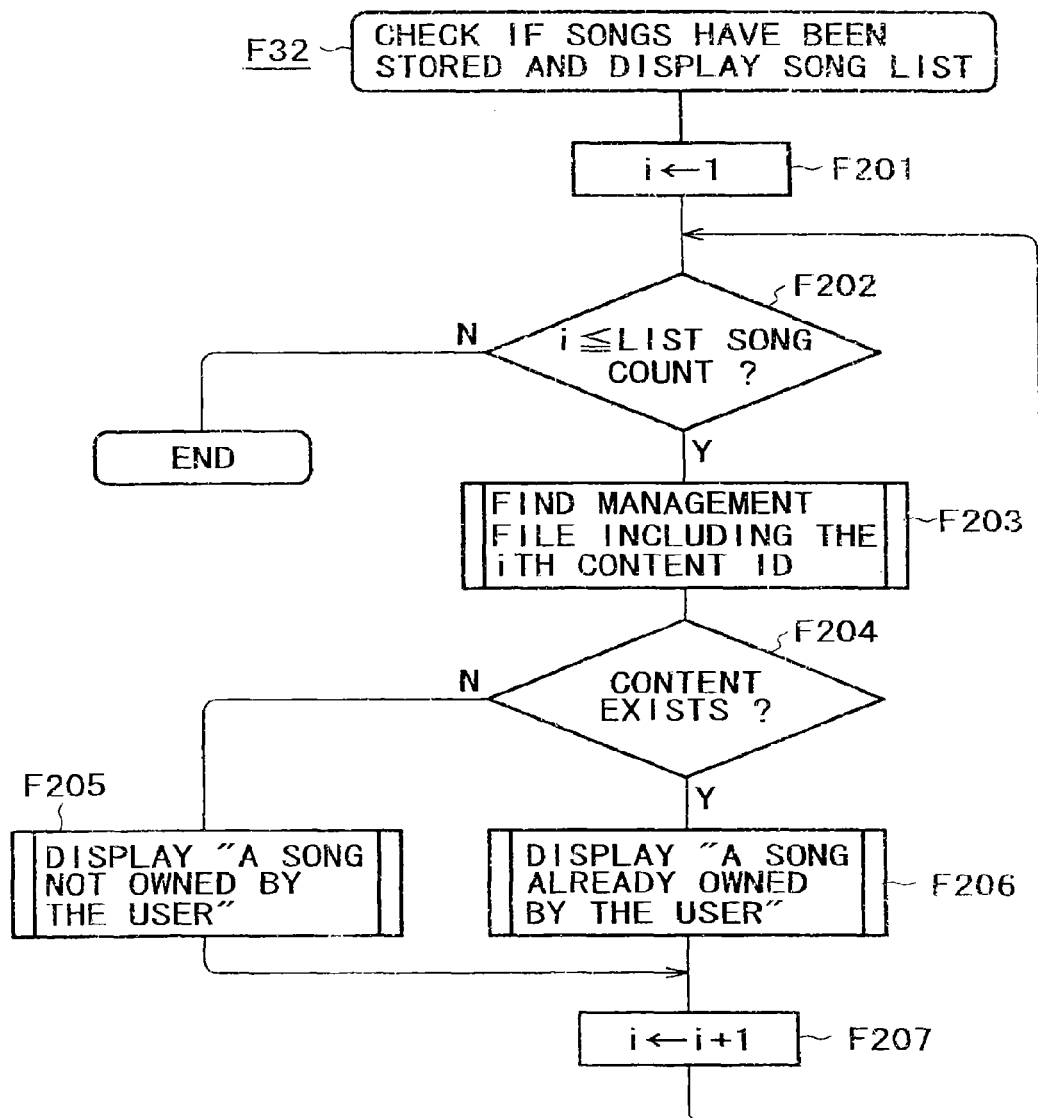 F32
CHECK IF SONGS HAVE BEEN
STORED AND DISPLAY SONG LIST
i←1
F201
F202
i≦LIST SONG
COUNT ?
N
Y
END
FIND MANAGEMENT
FILE INCLUDING THE
iTH CONTENT ID
F203
F204
CONTENT
EXISTS ?
N
Y
F205
DISPLAY "A SONG
NOT OWNED BY
THE USER"
DISPLAY "A SONG
ALREADY OWNED
BY THE USER"
F206
i←i+1
F207